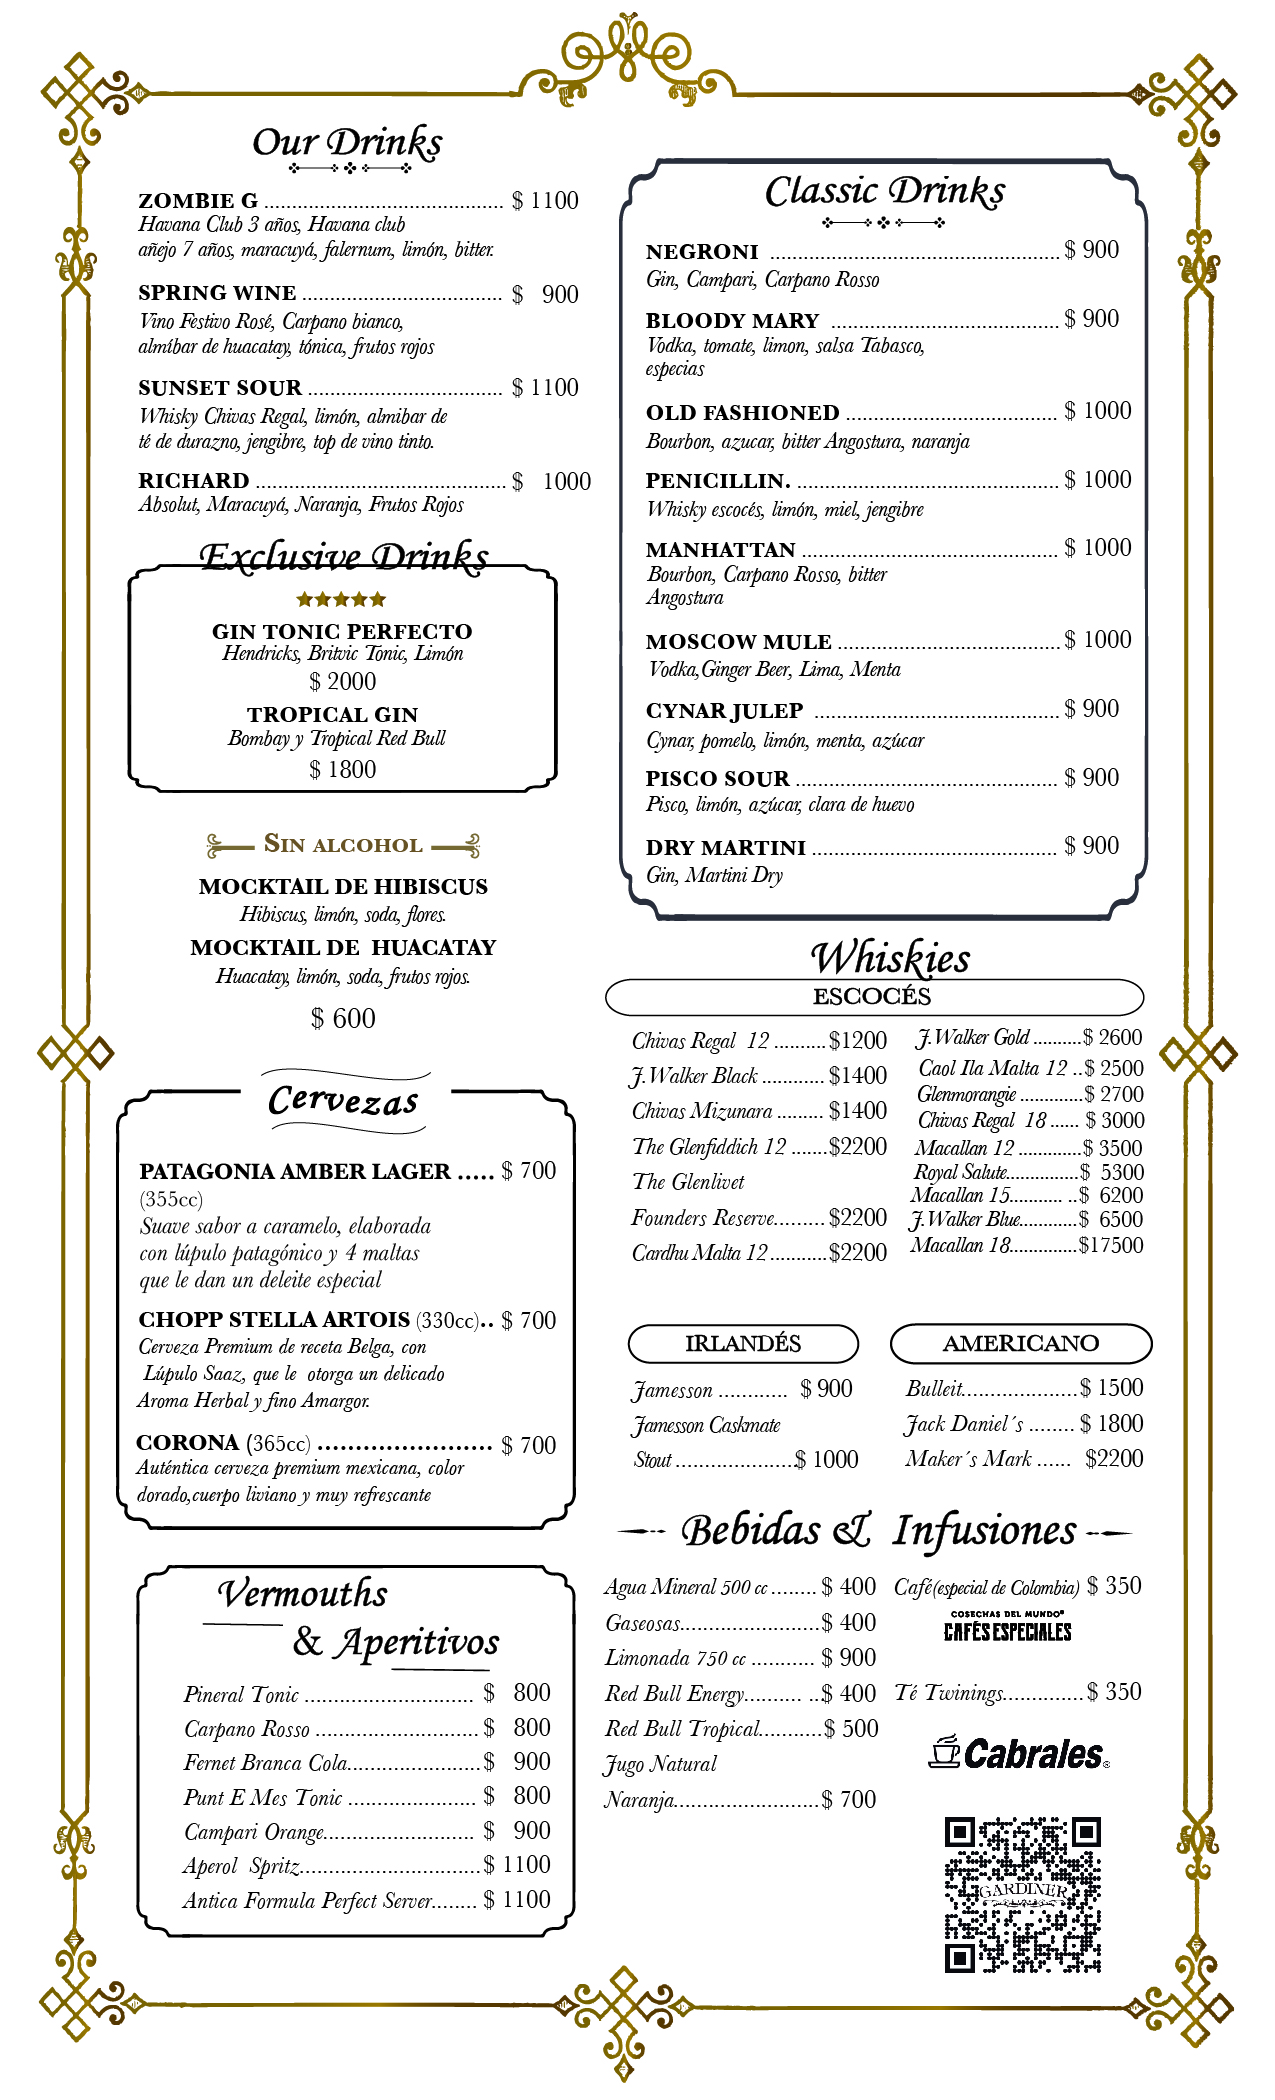 Our Drinks
ZOMBIE G ........................................... $ 1100
Havana Club 3 años, Havana club
añejo 7 años, maracuyá, falernum, limón, bitter.
SPRING WINE .................................... $ 900
Vino Festivo Rosé, Carpano bianco,
almíbar de huacatay, tónica, frutos rojos
SUNSET SOUR ................................... $ 1100
Whisky Chivas Regal, limón, almibar de
té de durazno, jengibre, top de vino tinto.
RICHARD ............................................. $ 1000
Absolut, Maracuyá, Naranja, Frutos Rojos
Exclusive Drinks
GIN TONIC PERFECTO
Hendricks, Britvic Tonic, Limón
$ 2000
TROPICAL GIN
Bombay y Tropical Red Bull
$ 1800
SIN ALCOHOL
MOCKTAIL DE HIBISCUS
Hibiscus, limón, soda, flores.
MOCKTAIL DE HUACATAY
Huacatay, limón, soda, frutos rojos.
$ 600
Cervezas
PATAGONIA AMBER LAGER ..... $ 700
(355cc)
Suave sabor a caramelo, elaborada
con lúpulo patagónico y 4 maltas
que le dan un deleite especial
CHOPP STELLA ARTOIS (330cc).. $ 700
Cerveza Premium de receta Belga, con
Lúpulo Saaz, que le otorga un delicado
Aroma Herbal y fino Amargor.
CORONA (365cc) ....................... $ 700
Auténtica cerveza premium mexicana, color
dorado,cuerpo liviano y muy refrescante
Vermouths
& Aperitivos
Pineral Tonic ............................. $ 800
Carpano Rosso ............................ $ 800
Fernet Branca Cola....................... $ 900
Punt E Mes Tonic ...................... $ 800
Campari Orange.......................... $ 900
Aperol Spritz............................... $ 1100
Antica Formula Perfect Server........ $ 1100
Classic Drinks
NEGRONI .................................................... $ 900
Gin, Campari, Carpano Rosso
BLOODY MARY ......................................... $ 900
Vodka, tomate, limon, salsa Tabasco,
especias
OLD FASHIONED ...................................... $ 1000
Bourbon, azucar, bitter Angostura, naranja
PENICILLIN. ............................................... $ 1000
Whisky escocés, limón, miel, jengibre
MANHATTAN .............................................. $ 1000
Bourbon, Carpano Rosso, bitter
Angostura
MOSCOW MULE ........................................ $ 1000
Vodka,Ginger Beer, Lima, Menta
CYNAR JULEP ............................................ $ 900
Cynar, pomelo, limón, menta, azúcar
PISCO SOUR ............................................... $ 900
Pisco, limón, azúcar, clara de huevo
DRY MARTINI ............................................ $ 900
Gin, Martini Dry
Whiskies
ESCOCÉS
Chivas Regal 12 ..........$1200
J.Walker Black ............ $1400
Chivas Mizunara ......... $1400
The Glenfiddich 12 .......$2200
The Glenlivet
Founders Reserve......... $2200
Cardhu Malta 12 ...........$2200
J.Walker Gold ..........$ 2600
Caol Ila Malta 12 ..$ 2500
Glenmorangie .............$ 2700
Chivas Regal 18 ...... $ 3000
Macallan 12 .............$ 3500
Royal Salute...............$ 5300
Macallan 15........... ..$ 6200
J.Walker Blue............$ 6500
Macallan 18..............$17500
IRLANDÉS
Jamesson ............ $ 900
Jamesson Caskmate
Stout .....................$ 1000
AMERICANO
Bulleit.....................$ 1500
Jack Daniel´s ........ $ 1800
Maker´s Mark ...... $2200
Bebidas & Infusiones
Agua Mineral 500 cc ........ $ 400
Gaseosas........................$ 400
Limonada 750 cc ........... $ 900
Red Bull Energy.......... ..$ 400
Red Bull Tropical...........$ 500
Jugo Natural
Naranja.........................$ 700
Café(especial de Colombia) $ 350
COSECHAS DEL MUNDO®
CAFÉS ESPECIALES
Té Twinings..............$ 350
Cabrales®
GARDINER